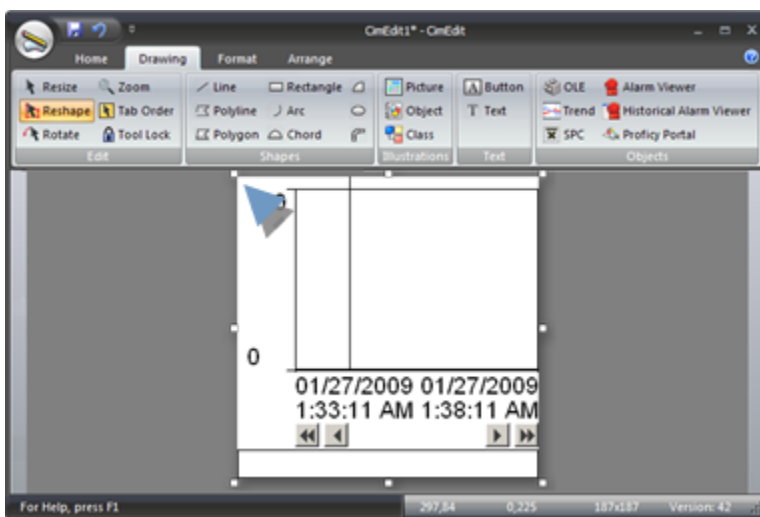 CimEdit1* - CimEdit
Home Drawing Format Arrange
Resize Zoom Line Rectangle Picture Button OLE Alarm Viewer
Reshape Tab Order Polyline Arc Object Text Trend Historical Alarm Viewer
Rotate Tool Lock Polygon Chord Class SPC Proficy Portal
Edit Shapes Illustrations Text Objects
0
01/27/2009 01/27/2009
1:33:11 AM 1:38:11 AM
For Help, press F1 297,84 0,225 187x187 Version: 42